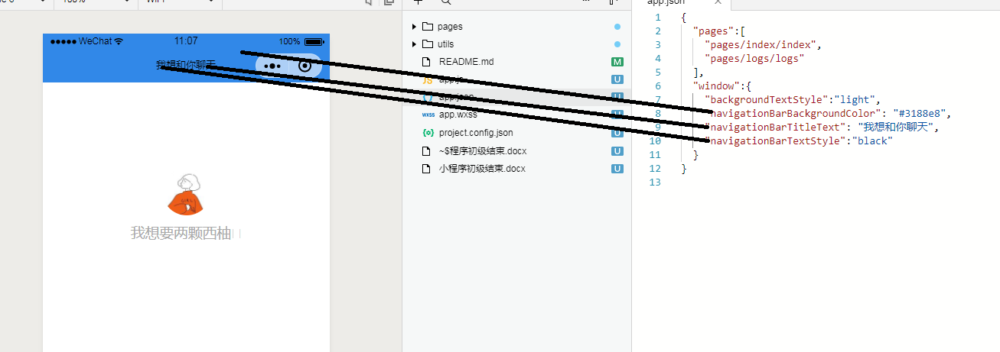 100%
WiFi
WeChat
11:07
100%
我想和你聊天
我想要两颗西柚
pages
utils
README.md
M
JS
app.js
U
app.json
U
wxss
app.wxss
U
project.config.json
U
~$程序初级结束.docx
U
小程序初级结束.docx
U
app.json
1 {
2 "pages":[
3 "pages/index/index",
4 "pages/logs/logs"
5 ],
6 "window":{
7 "backgroundTextStyle":"light",
8 "navigationBarBackgroundColor": "#3188e8",
9 "navigationBarTitleText": "我想和你聊天",
10 "navigationBarTextStyle":"black"
11 }
12 }
13